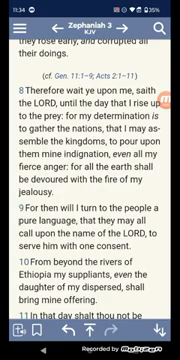 11:34
35%
Zephaniah 3
KJV
they rose early, and corrupted all
their doings.
(cf. Gen. 11:1–9; Acts 2:1–11)
8 Therefore wait ye upon me, saith
the LORD, until the day that I rise up
to the prey: for my determination is
to gather the nations, that I may as-
semble the kingdoms, to pour upon
them mine indignation, even all my
fierce anger: for all the earth shall
be devoured with the fire of my
jealousy.
9 For then will I turn to the people a
pure language, that they may all
call upon the name of the LORD, to
serve him with one consent.
10 From beyond the rivers of
Ethiopia my suppliants, even the
daughter of my dispersed, shall
bring mine offering.
11 In that day shalt thou not be
Recorded by